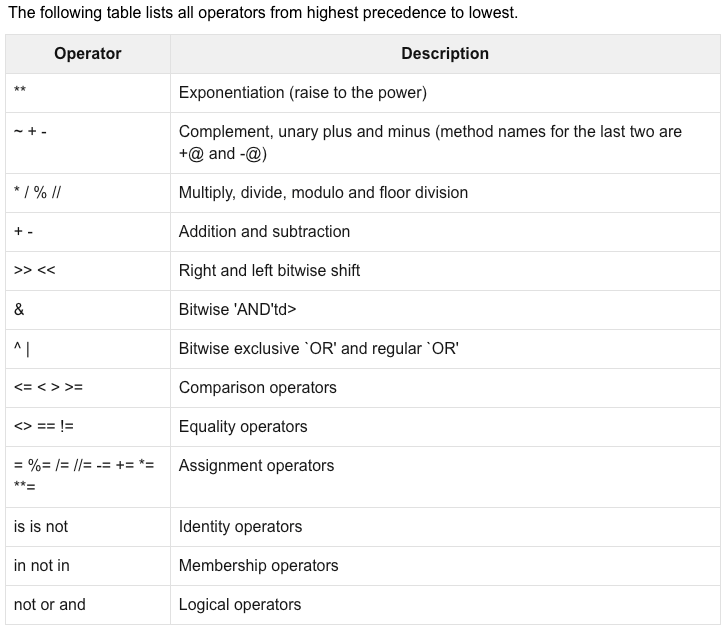 The following table lists all operators from highest precedence to lowest.
Operator Description
** Exponentiation (raise to the power)
~ + - Complement, unary plus and minus (method names for the last two are
+@ and -@)
* / % // Multiply, divide, modulo and floor division
+ - Addition and subtraction
>> << Right and left bitwise shift
& Bitwise 'AND'td>
^ | Bitwise exclusive `OR' and regular `OR'
<= < > >= Comparison operators
<> == != Equality operators
= %= /= //= -= += *= Assignment operators
**=
is is not Identity operators
in not in Membership operators
not or and Logical operators